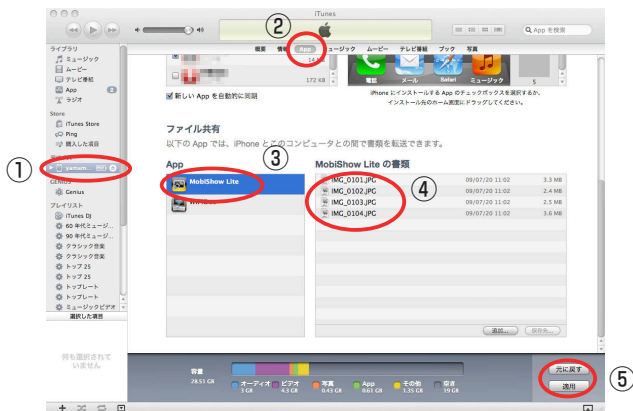 iTunes
②
App を検索
概要 情報 App ミュージック ムービー テレビ番組 ブック 写真
ライブラリ
ミュージック
ムービー
テレビ番組
App
ラジオ
Store
iTunes Store
Ping
購入した項目
①
GENIUS
Genius
プレイリスト
iTunes DJ
60 年代ミュージ...
90 年代ミュージ...
クラシック音楽
クラシック音楽
トップ 25
トップ 25
トップレート
トップレート
ミュージックビデオ
選択した項目
何も選択されて
いません
14
172 KB
新しい App を自動的に同期
電話 メール Safari ミュージック
5
iPhone にインストールする App のチェックボックスを選択するか、
インストール先のホーム画面にドラッグしてください。
ファイル共有
以下の App では、iPhone とこのコンピュータとの間で書類を転送できます。
③
App
MobiShow Lite
MobiShow Lite の書類
④
IMG_0101.JPG 09/07/20 11:02 3.3 MB
IMG_0102.JPG 09/07/20 11:02 2.4 MB
IMG_0103.JPG 09/07/20 11:02 2.5 MB
IMG_0104.JPG 09/07/20 11:02 3.6 MB
追加... 保存先...
容量
28.51 GB
オーディオ ビデオ 写真 App その他 空き
3 GB 4.3 GB 0.43 GB 0.61 GB 1.35 GB 19 GB
元に戻す
適用
⑤